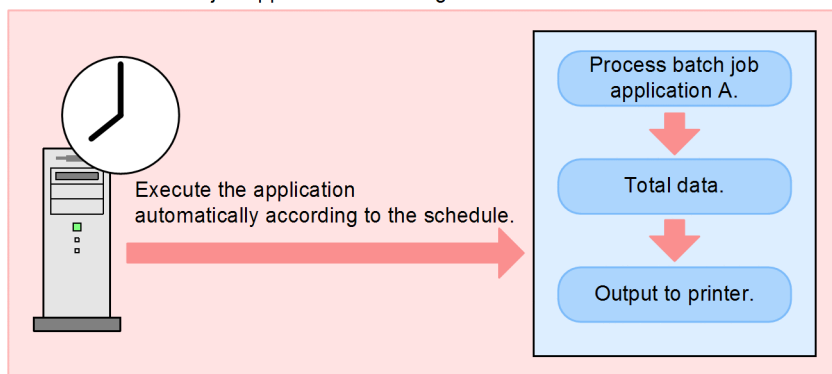 Process batch job
application A.
Execute the application
automatically according to the schedule.
Total data.
Output to printer.